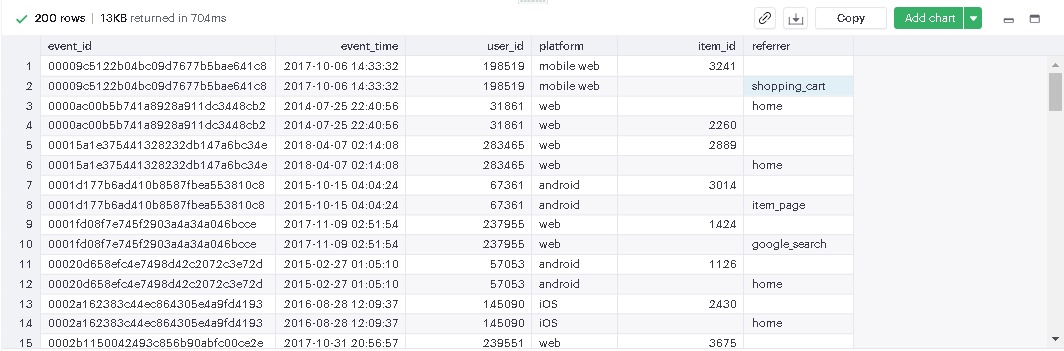 200 rows | 13KB returned in 704ms Copy Add chart
event_id event_time user_id platform item_id referrer
1 00009c5122b04bc09d7677b5bae641c8 2017-10-06 14:33:32 198519 mobile web 3241
2 00009c5122b04bc09d7677b5bae641c8 2017-10-06 14:33:32 198519 mobile web shopping_cart
3 0000ac00b5b741a8928a911dc3448cb2 2014-07-25 22:40:56 31861 web home
4 0000ac00b5b741a8928a911dc3448cb2 2014-07-25 22:40:56 31861 web 2260
5 00015a1e375441328232db147a6bc34e 2018-04-07 02:14:08 283465 web 2889
6 00015a1e375441328232db147a6bc34e 2018-04-07 02:14:08 283465 web home
7 0001d177b6ad410b8587fbea553810c8 2015-10-15 04:04:24 67361 android 3014
8 0001d177b6ad410b8587fbea553810c8 2015-10-15 04:04:24 67361 android item_page
9 0001fd08f7e745f2903a4a34a046bcce 2017-11-09 02:51:54 237955 web 1424
10 0001fd08f7e745f2903a4a34a046bcce 2017-11-09 02:51:54 237955 web google_search
11 00020d658efc4e7498d42c2072c3e72d 2015-02-27 01:05:10 57053 android 1126
12 00020d658efc4e7498d42c2072c3e72d 2015-02-27 01:05:10 57053 android home
13 0002a162383c44ec864305e4a9fd4193 2016-08-28 12:09:37 145090 iOS 2430
14 0002a162383c44ec864305e4a9fd4193 2016-08-28 12:09:37 145090 iOS home
15 0002b1150042493c856b90abfc00ce2e 2017-10-31 20:56:57 239551 web 3675